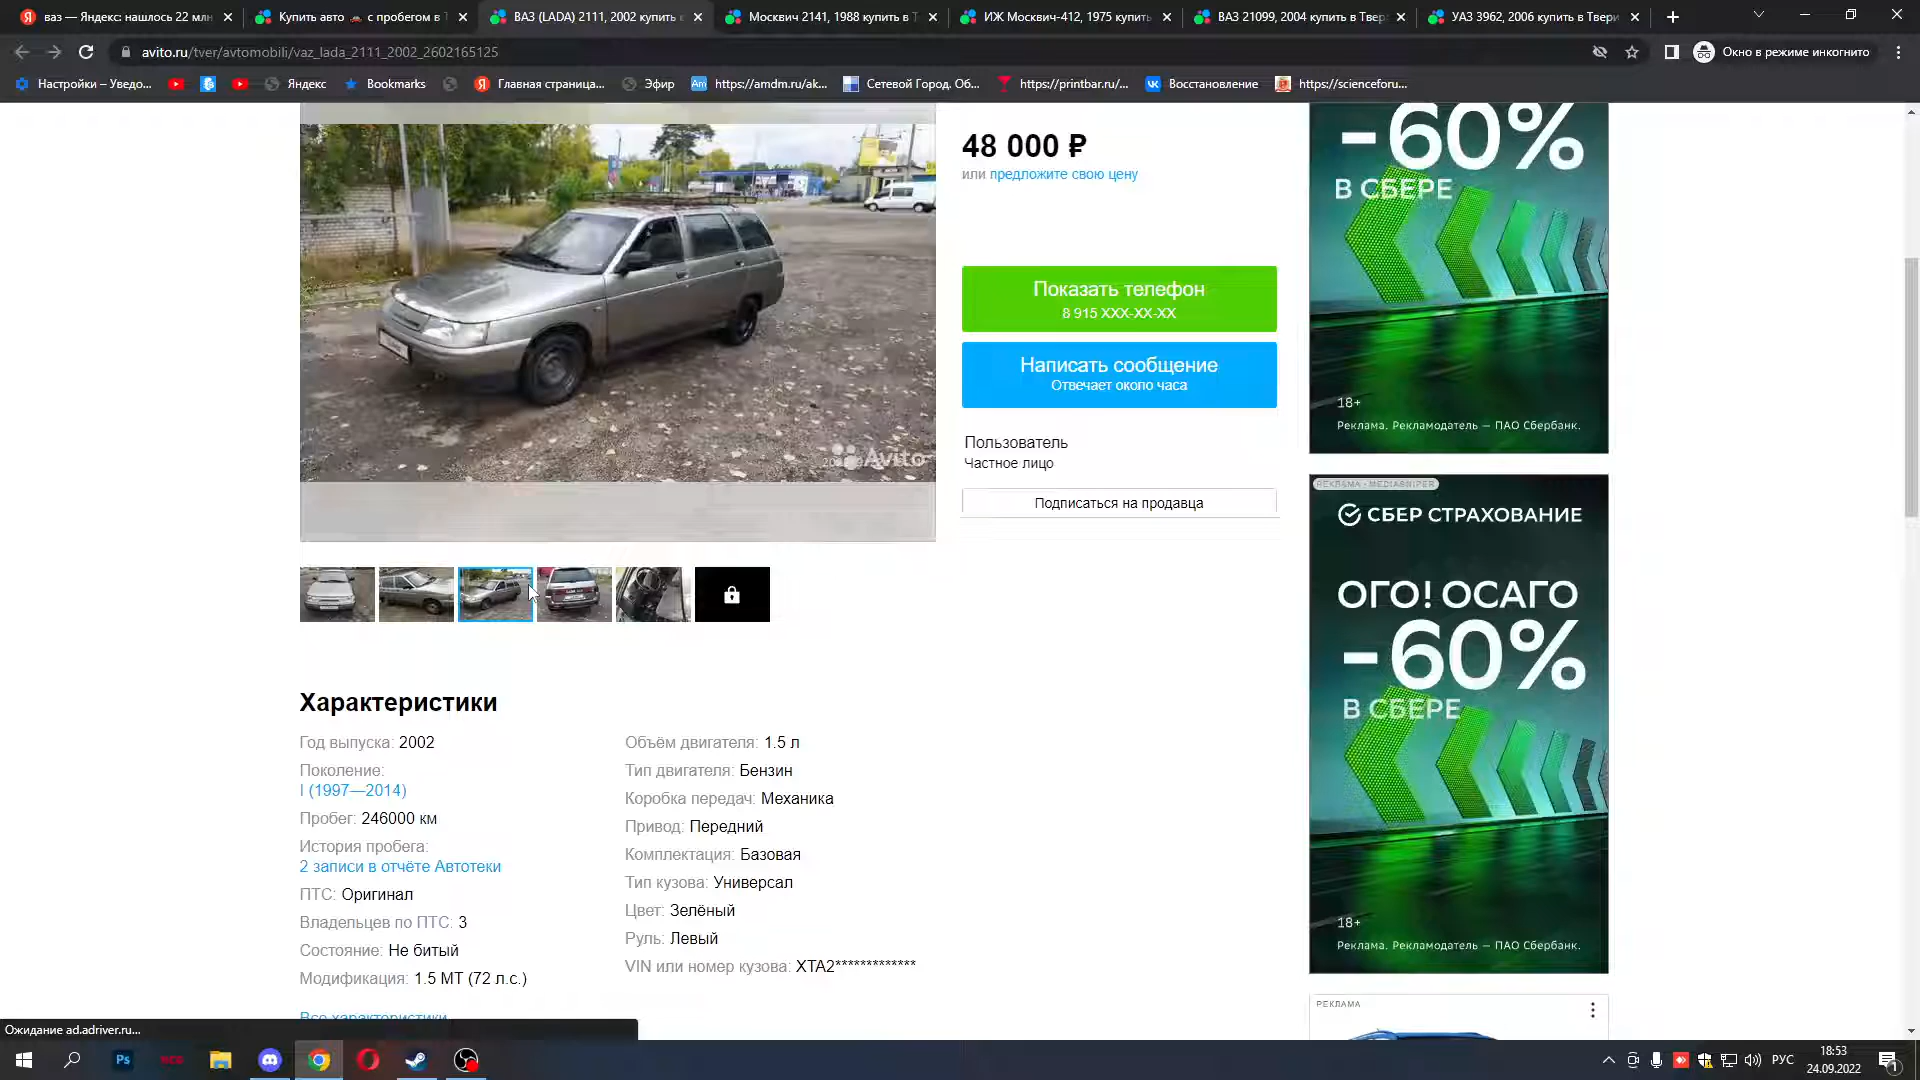 ваз — Яндекс: нашлось 22 млн
Купить авто с пробегом в Т
ВАЗ (LADA) 2111, 2002 купить в
Москвич 2141, 1988 купить в Т
ИЖ Москвич-412, 1975 купить
ВАЗ 21099, 2004 купить в Твер
УАЗ 3962, 2006 купить в Твери
avito.ru/tver/avtomobili/vaz_lada_2111_2002_2602165125
Окно в режиме инкогнито
Настройки – Уведо...
Яндекс
Bookmarks
Главная страница...
Эфир
Am
https://amdm.ru/ak...
Сетевой Город. Об...
https://printbar.ru/...
Восстановление
https://scienceforu...
48 000 ₽
или предложите свою цену
Показать телефон
8 915 XXX-XX-XX
Написать сообщение
Отвечает около часа
Пользователь
Частное лицо
Подписаться на продавца
Avito
-60%
В СБЕРЕ
18+
Реклама. Рекламодатель — ПАО Сбербанк.
РЕКЛАМА • MEDIASNIPER
СБЕР СТРАХОВАНИЕ
ОГО! ОСАГО
-60%
В СБЕРЕ
18+
Реклама. Рекламодатель — ПАО Сбербанк.
РЕКЛАМА
Характеристики
Год выпуска: 2002
Поколение:
I (1997—2014)
Пробег: 246000 км
История пробега:
2 записи в отчёте Автотеки
ПТС: Оригинал
Владельцев по ПТС: 3
Состояние: Не битый
Модификация: 1.5 MT (72 л.с.)
Все характеристики
Объём двигателя: 1.5 л
Тип двигателя: Бензин
Коробка передач: Механика
Привод: Передний
Комплектация: Базовая
Тип кузова: Универсал
Цвет: Зелёный
Руль: Левый
VIN или номер кузова: XTA2*************
Ожидание ad.adriver.ru...
Ps
РУС
18:53
24.09.2022
1